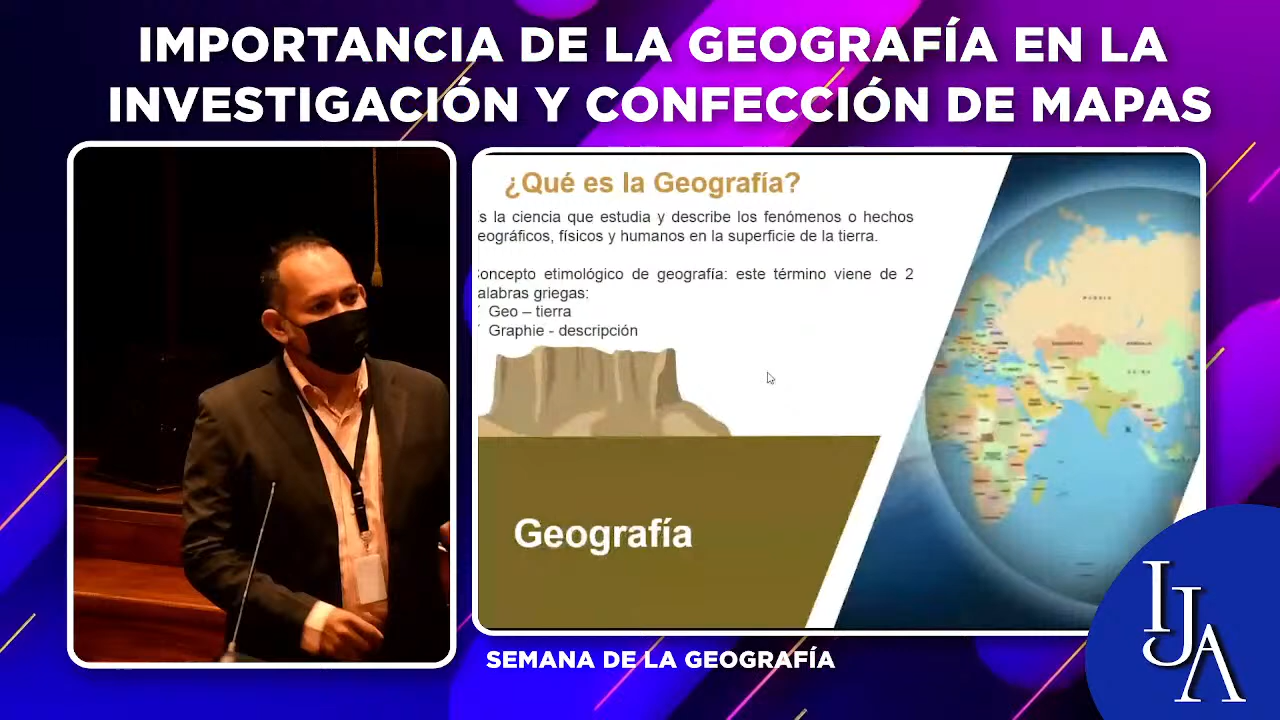 IMPORTANCIA DE LA GEOGRAFÍA EN LA
INVESTIGACIÓN Y CONFECCIÓN DE MAPAS
¿Qué es la Geografía?
s la ciencia que estudia y describe los fenómenos o hechos
eográficos, físicos y humanos en la superficie de la tierra.
oncepto etimológico de geografía: este término viene de 2
alabras griegas:
Geo – tierra
Graphie - descripción
Geografía
RUSSIA
CHINA
SEMANA DE LA GEOGRAFÍA
IJA